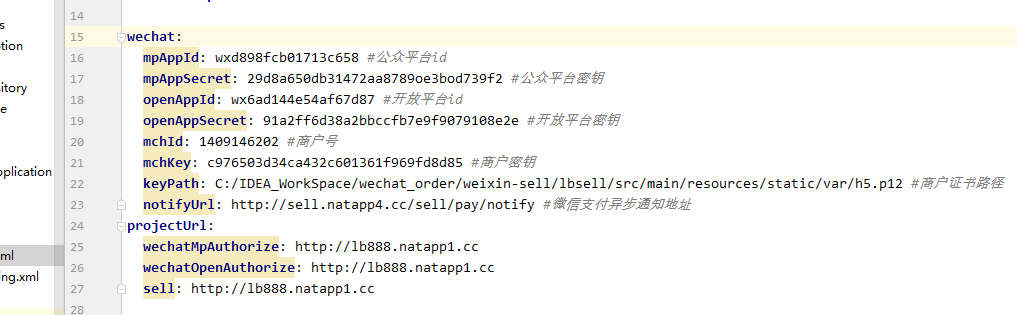 14
s
15 wechat:
tion
16 mpAppId: wxd898fcb01713c658 #公众平台id
17 mpAppSecret: 29d8a650db31472aa8789oe3bod739f2 #公众平台密钥
sitory
18 openAppId: wx6ad144e54af67d87 #开放平台id
e
19 openAppSecret: 91a2ff6d38a2bbccfb7e9f9079108e2e #开放平台密钥
20 mchId: 1409146202 #商户号
21 mchKey: c976503d34ca432c601361f969fd8d85 #商户密钥
pplication
22 keyPath: C:/IDEA_WorkSpace/wechat_order/weixin-sell/lbsell/src/main/resources/static/var/h5.p12 #商户证书路径
23 notifyUrl: http://sell.natapp4.cc/sell/pay/notify #微信支付异步通知地址
24 projectUrl:
25 wechatMpAuthorize: http://lb888.natapp1.cc
ml
26 wechatOpenAuthorize: http://lb888.natapp1.cc
ing.xml
27 sell: http://lb888.natapp1.cc
28